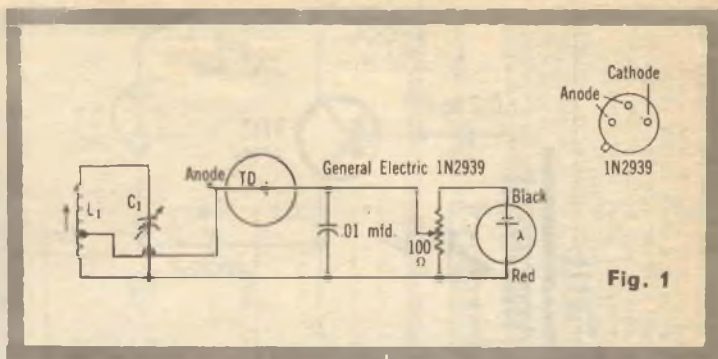 Cathode
Anode
1N2939
General Electric 1N2939
Anode
TD
L1
C1
.01 mfd.
100
Ω
Black
λ
Red
Fig. 1